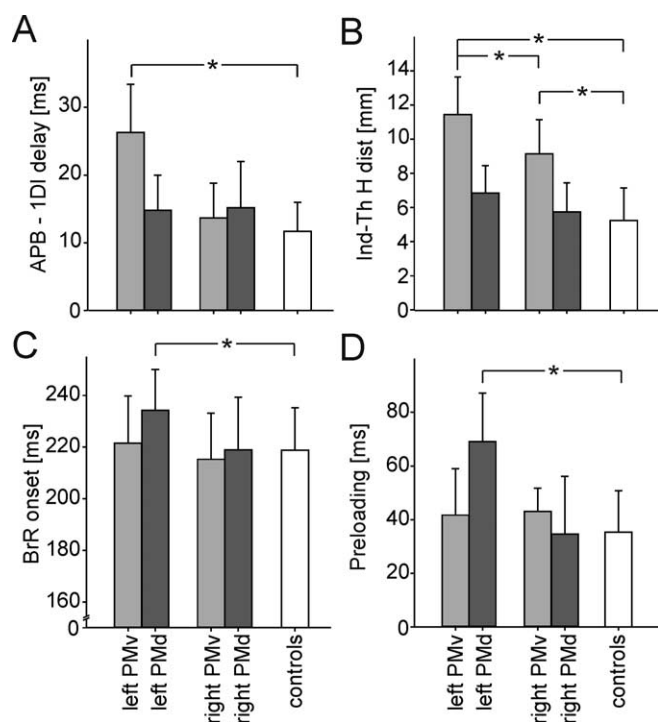 A
APB - 1DI delay [ms]
30
20
10
0
*
B
Ind-Th H dist [mm]
14
12
10
8
6
4
2
0
*
*
*
C
BrR onset [ms]
240
220
200
180
160
0
*
left PMv
left PMd
right PMv
right PMd
controls
D
Preloading [ms]
80
60
40
20
0
*
left PMv
left PMd
right PMv
right PMd
controls